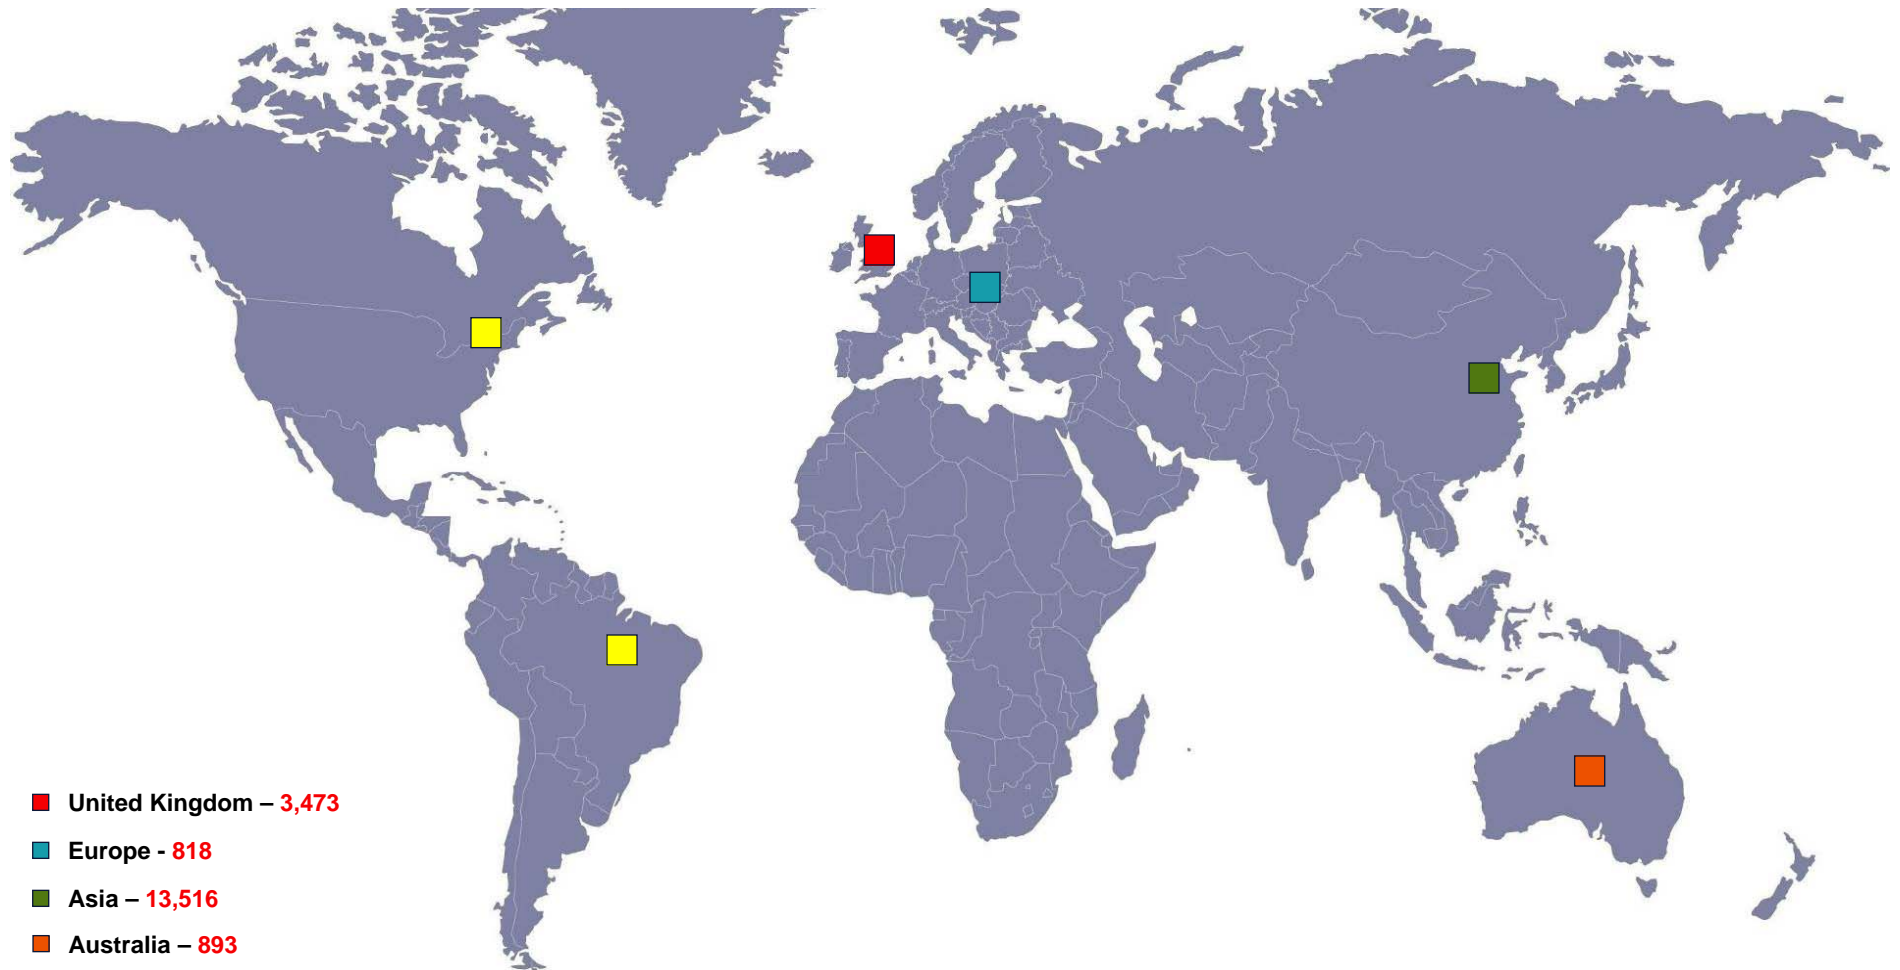 United Kingdom – 3,473
Europe - 818
Asia – 13,516
Australia – 893